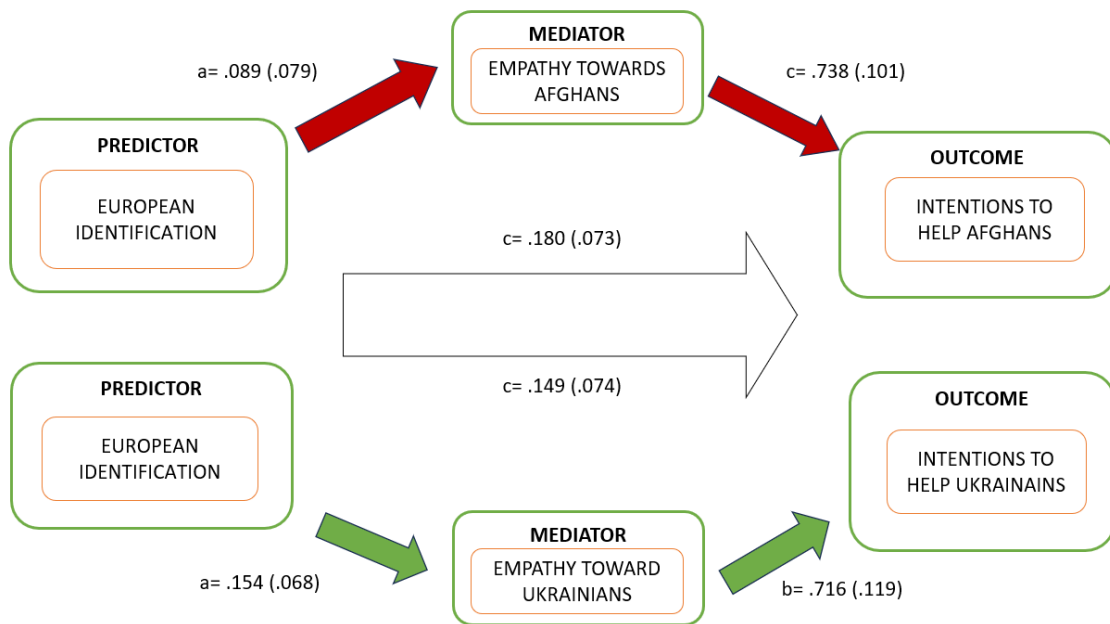 MEDIATOR
EMPATHY TOWARDS
AFGHANS
a= .089 (.079)
c= .738 (.101)
PREDICTOR
EUROPEAN
IDENTIFICATION
OUTCOME
INTENTIONS TO
HELP AFGHANS
c= .180 (.073)
c= .149 (.074)
PREDICTOR
EUROPEAN
IDENTIFICATION
OUTCOME
INTENTIONS TO
HELP UKRAINAINS
MEDIATOR
EMPATHY TOWARD
UKRAINIANS
a= .154 (.068)
b= .716 (.119)